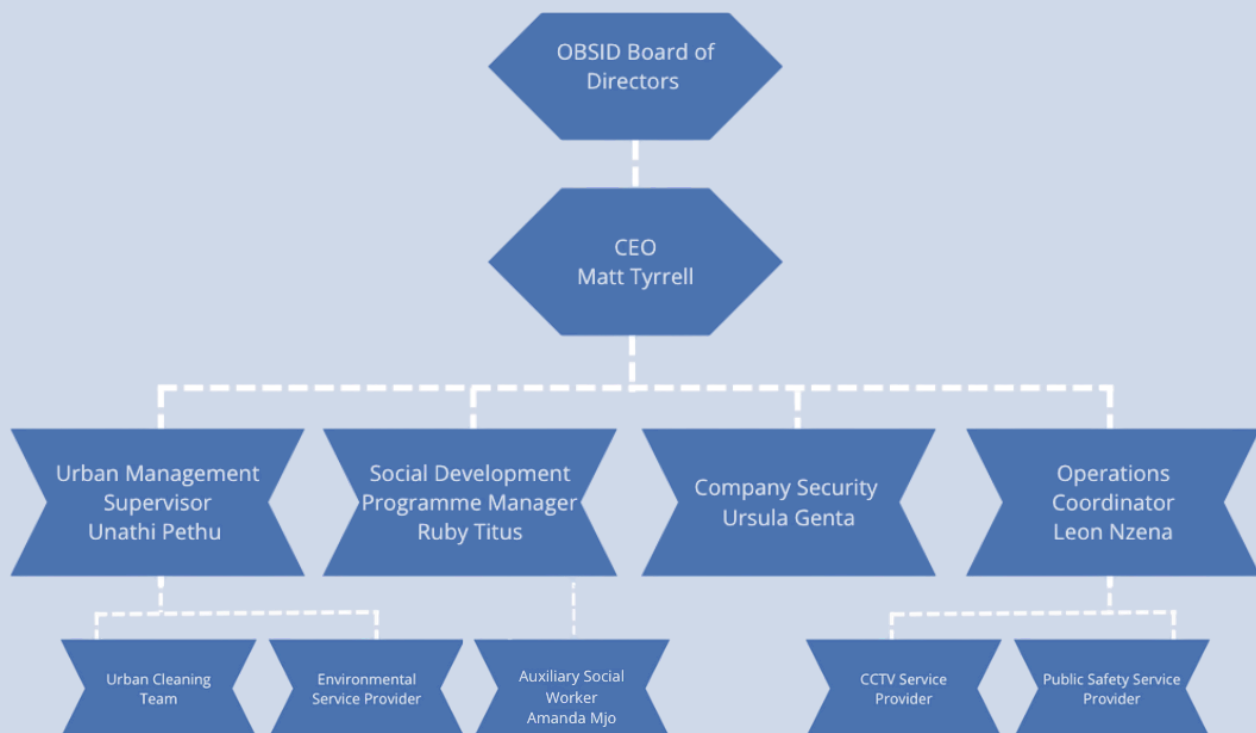 OBSID Board of
Directors
CEO
Matt Tyrrell
Urban Management
Supervisor
Unathi Pethu
Social Development
Programme Manager
Ruby Titus
Company Security
Ursula Genta
Operations
Coordinator
Leon Nzena
Urban Cleaning
Team
Environmental
Service Provider
Auxiliary Social
Worker
Amanda Mjo
CCTV Service
Provider
Public Safety Service
Provider